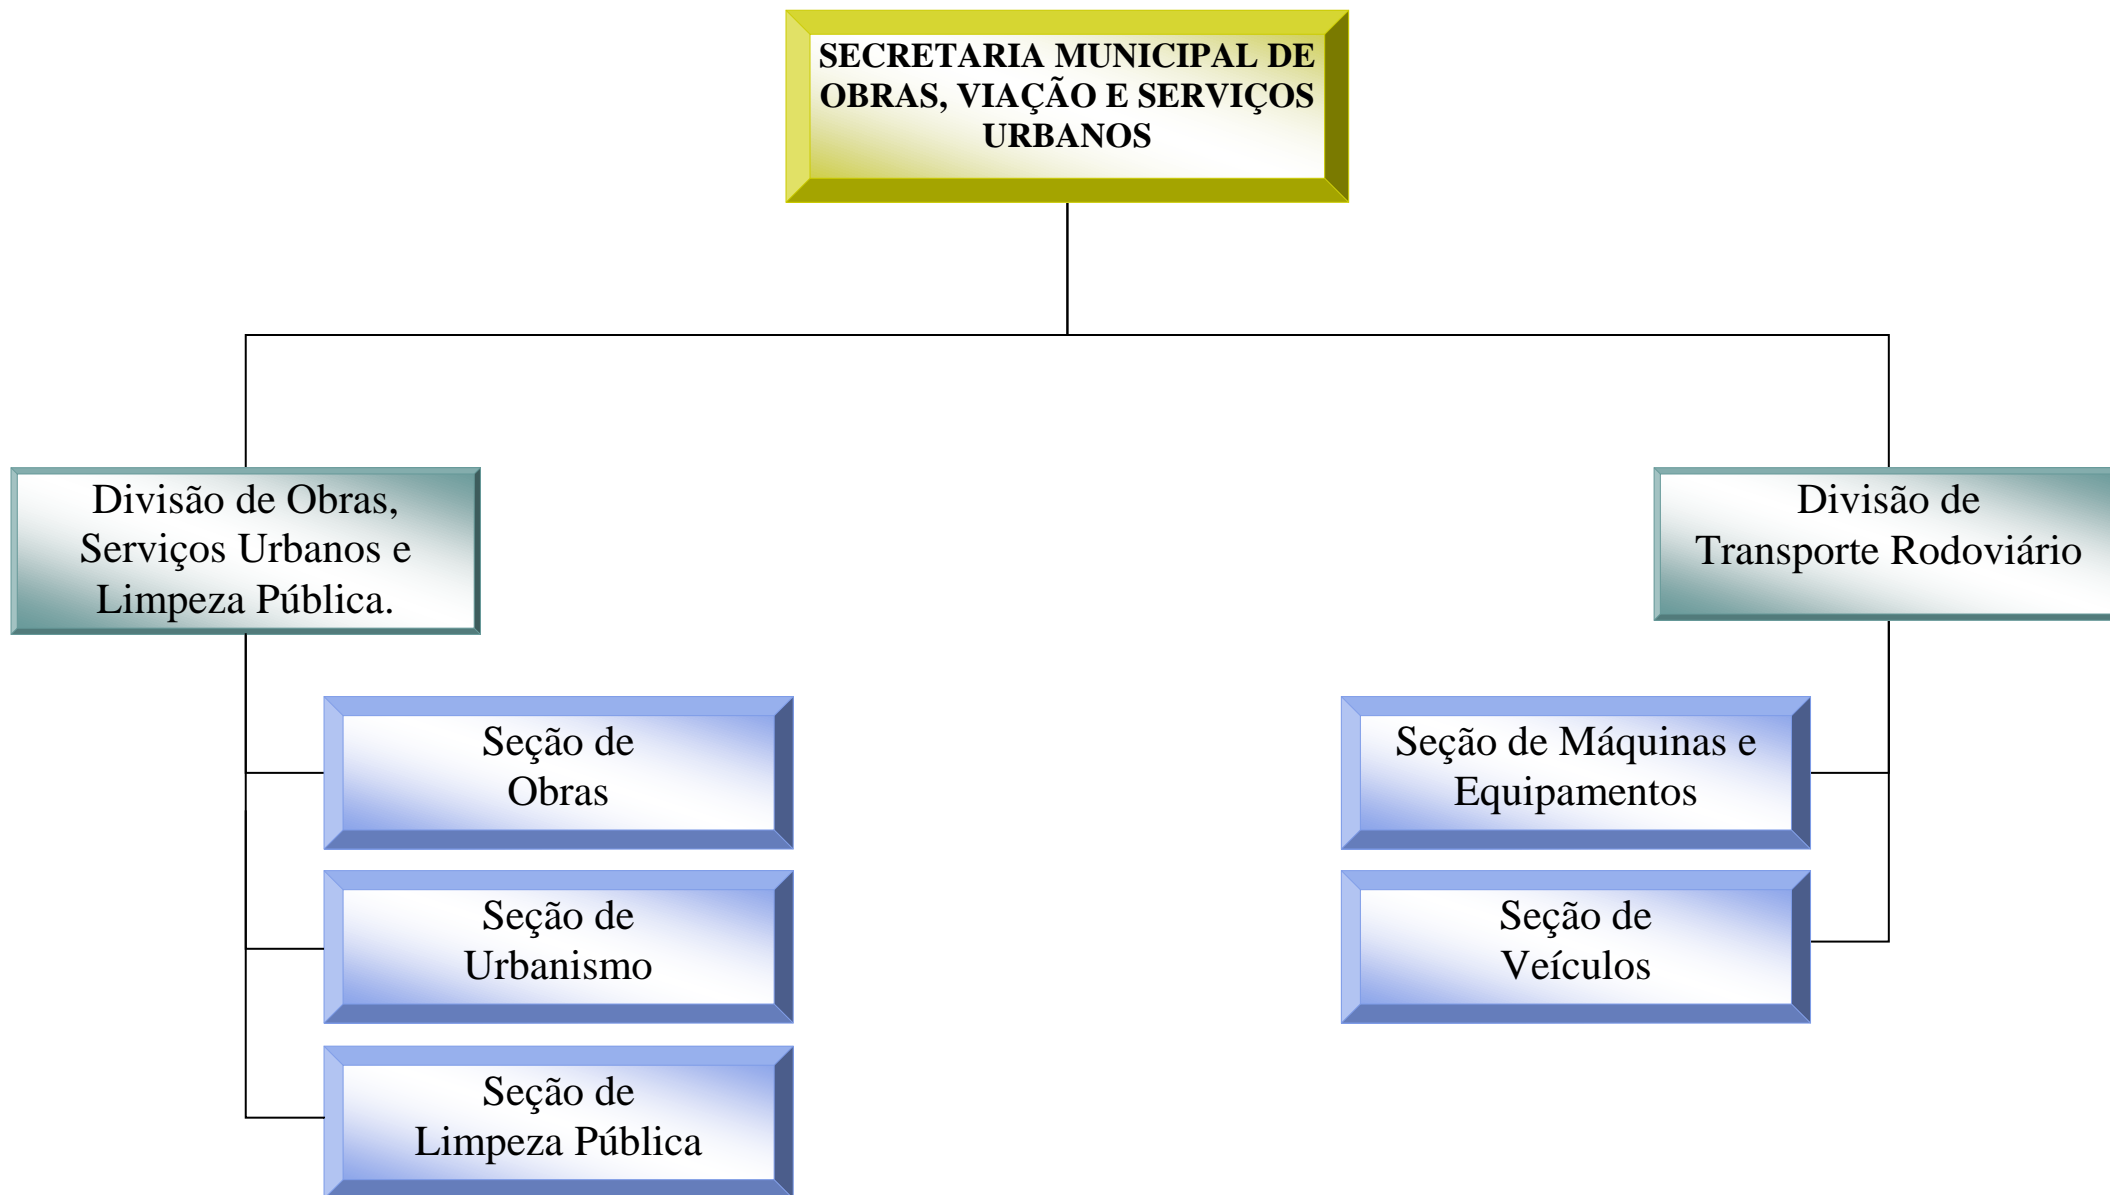 SECRETARIA MUNICIPAL DE
OBRAS, VIAÇÃO E SERVIÇOS
URBANOS
Divisão de Obras,
Serviços Urbanos e
Limpeza Pública.
Divisão de
Transporte Rodoviário
Seção de
Obras
Seção de Máquinas e
Equipamentos
Seção de
Urbanismo
Seção de
Veículos
Seção de
Limpeza Pública